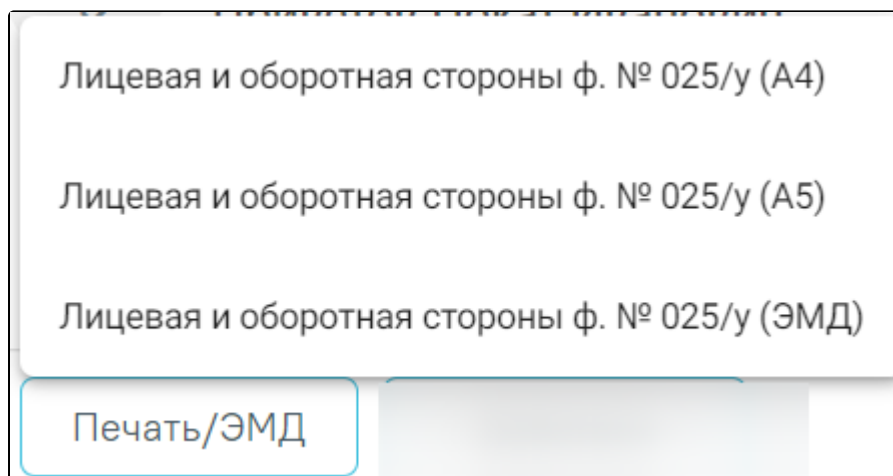 Лицевая и оборотная стороны ф. № 025/у (А4)
Лицевая и оборотная стороны ф. № 025/у (А5)
Лицевая и оборотная стороны ф. № 025/у (ЭМД)
Печать/ЭМД